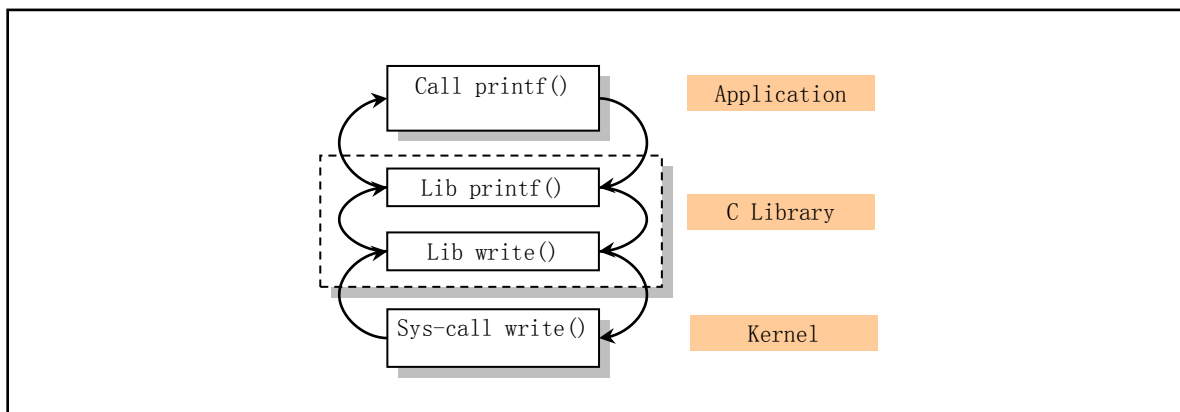 Call printf()
Application
Lib printf()
C Library
Lib write()
Sys-call write()
Kernel